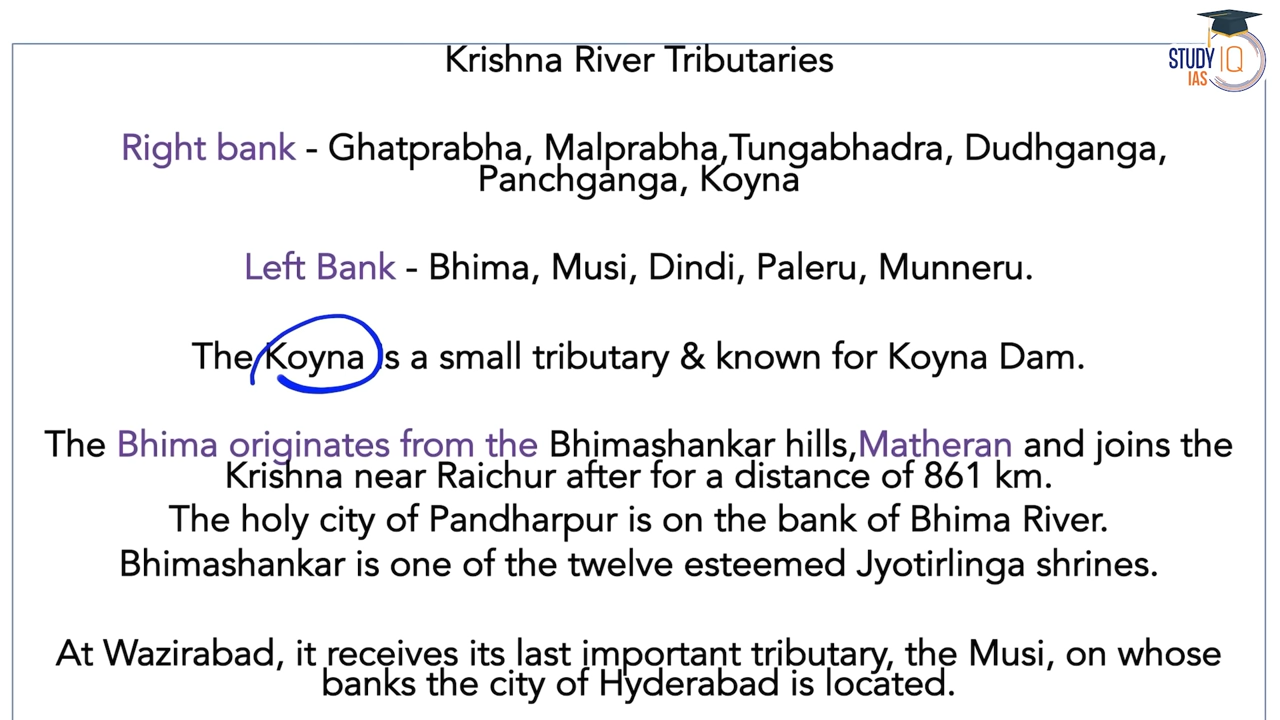 STUDY IQ
IAS
Krishna River Tributaries
Right bank - Ghatprabha, Malprabha,Tungabhadra, Dudhganga,
Panchganga, Koyna
Left Bank - Bhima, Musi, Dindi, Paleru, Munneru.
The Koyna is a small tributary & known for Koyna Dam.
The Bhima originates from the Bhimashankar hills,Matheran and joins the
Krishna near Raichur after for a distance of 861 km.
The holy city of Pandharpur is on the bank of Bhima River.
Bhimashankar is one of the twelve esteemed Jyotirlinga shrines.
At Wazirabad, it receives its last important tributary, the Musi, on whose
banks the city of Hyderabad is located.